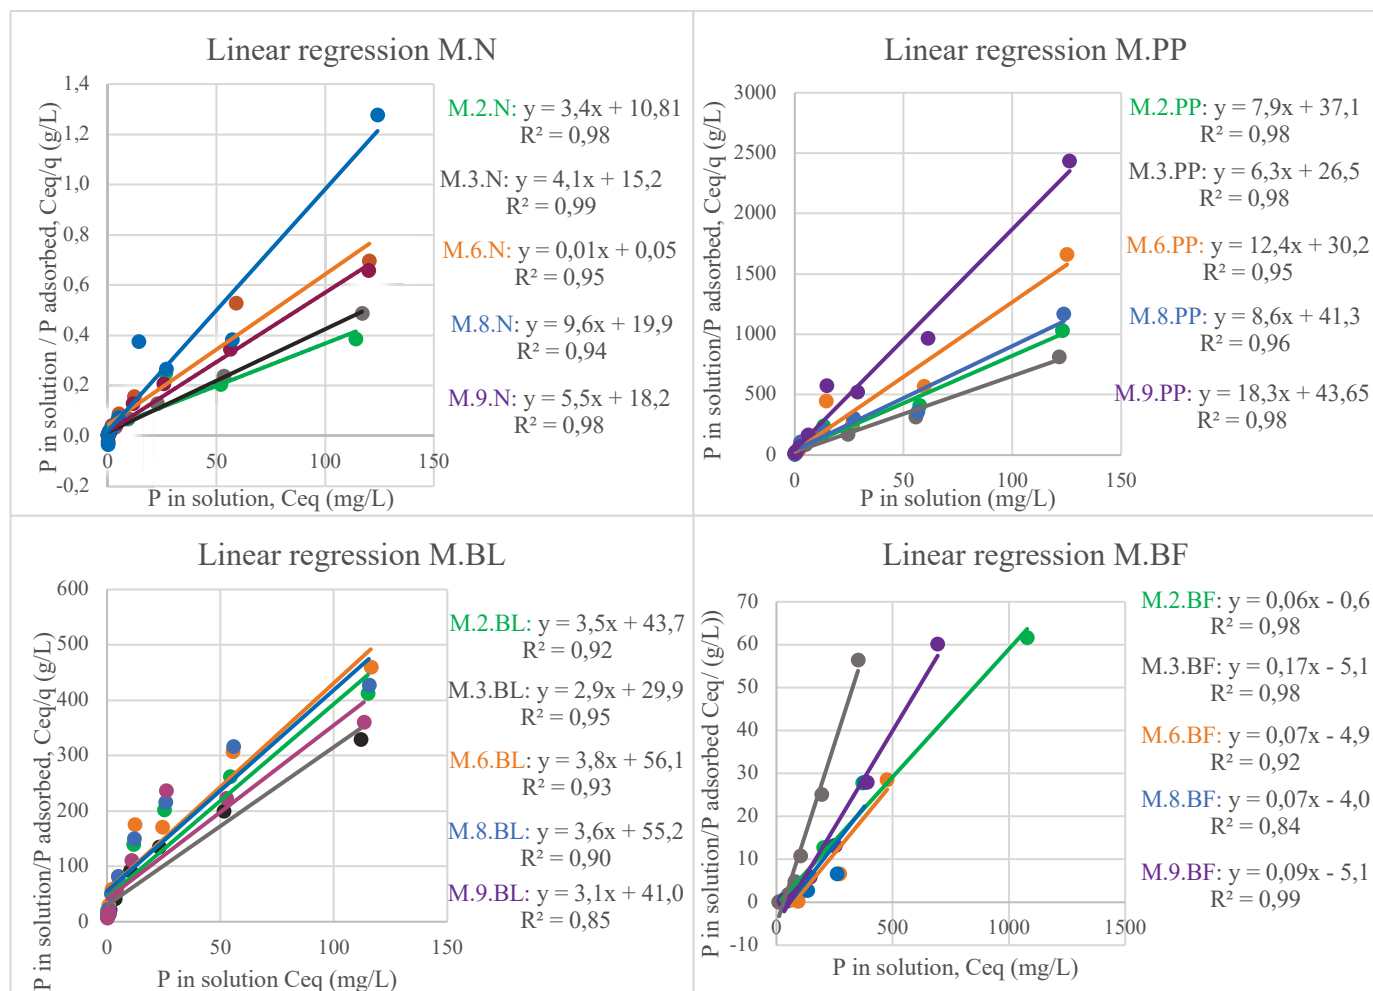 Linear regression M.N
P in solution / P adsorbed, Ceq/q (g/L)
1,4
1,2
1,0
0,8
0,6
0,4
0,2
0,0
-0,2
0
50
100
150
P in solution, Ceq (mg/L)
M.2.N: y = 3,4x + 10,81
R² = 0,98
M.3.N: y = 4,1x + 15,2
R² = 0,99
M.6.N: y = 0,01x + 0,05
R² = 0,95
M.8.N: y = 9,6x + 19,9
R² = 0,94
M.9.N: y = 5,5x + 18,2
R² = 0,98
Linear regression M.PP
P in solution/P adsorbed, Ceq/q (g/L)
3000
2500
2000
1500
1000
500
0
0
50
100
150
P in solution (mg/L)
M.2.PP: y = 7,9x + 37,1
R² = 0,98
M.3.PP: y = 6,3x + 26,5
R² = 0,98
M.6.PP: y = 12,4x + 30,2
R² = 0,95
M.8.PP: y = 8,6x + 41,3
R² = 0,96
M.9.PP: y = 18,3x + 43,65
R² = 0,98
Linear regression M.BL
P in solution/P adsorbed, Ceq/q (g/L)
600
500
400
300
200
100
0
0
50
100
150
P in solution Ceq (mg/L)
M.2.BL: y = 3,5x + 43,7
R² = 0,92
M.3.BL: y = 2,9x + 29,9
R² = 0,95
M.6.BL: y = 3,8x + 56,1
R² = 0,93
M.8.BL: y = 3,6x + 55,2
R² = 0,90
M.9.BL: y = 3,1x + 41,0
R² = 0,85
Linear regression M.BF
P in solution/P adsorbed Ceq/ (g/L))
70
60
50
40
30
20
10
0
-10
0
500
1000
1500
P in solution, Ceq (mg/L)
M.2.BF: y = 0,06x - 0,6
R² = 0,98
M.3.BF: y = 0,17x - 5,1
R² = 0,98
M.6.BF: y = 0,07x - 4,9
R² = 0,92
M.8.BF: y = 0,07x - 4,0
R² = 0,84
M.9.BF: y = 0,09x - 5,1
R² = 0,99